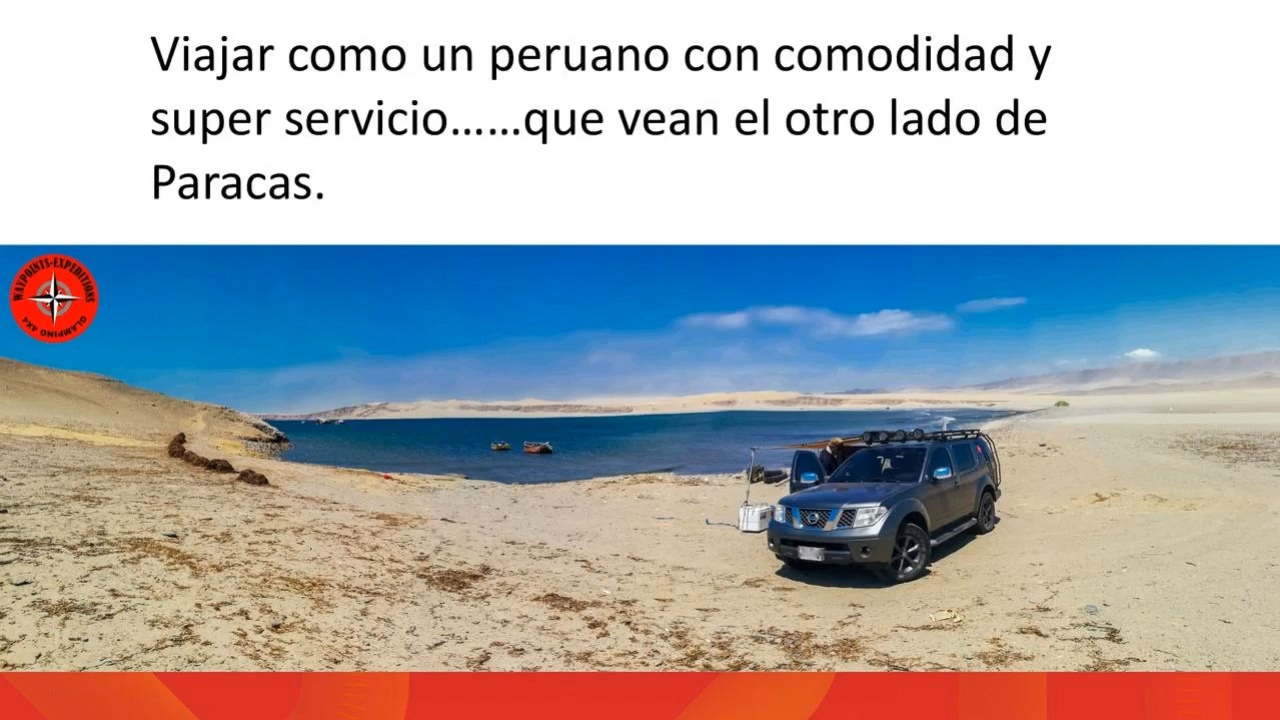 Viajar como un peruano con comodidad y
super servicio......que vean el otro lado de
Paracas.
WAYPOINTS-EXPEDITIONS
GLAMPING 4X4